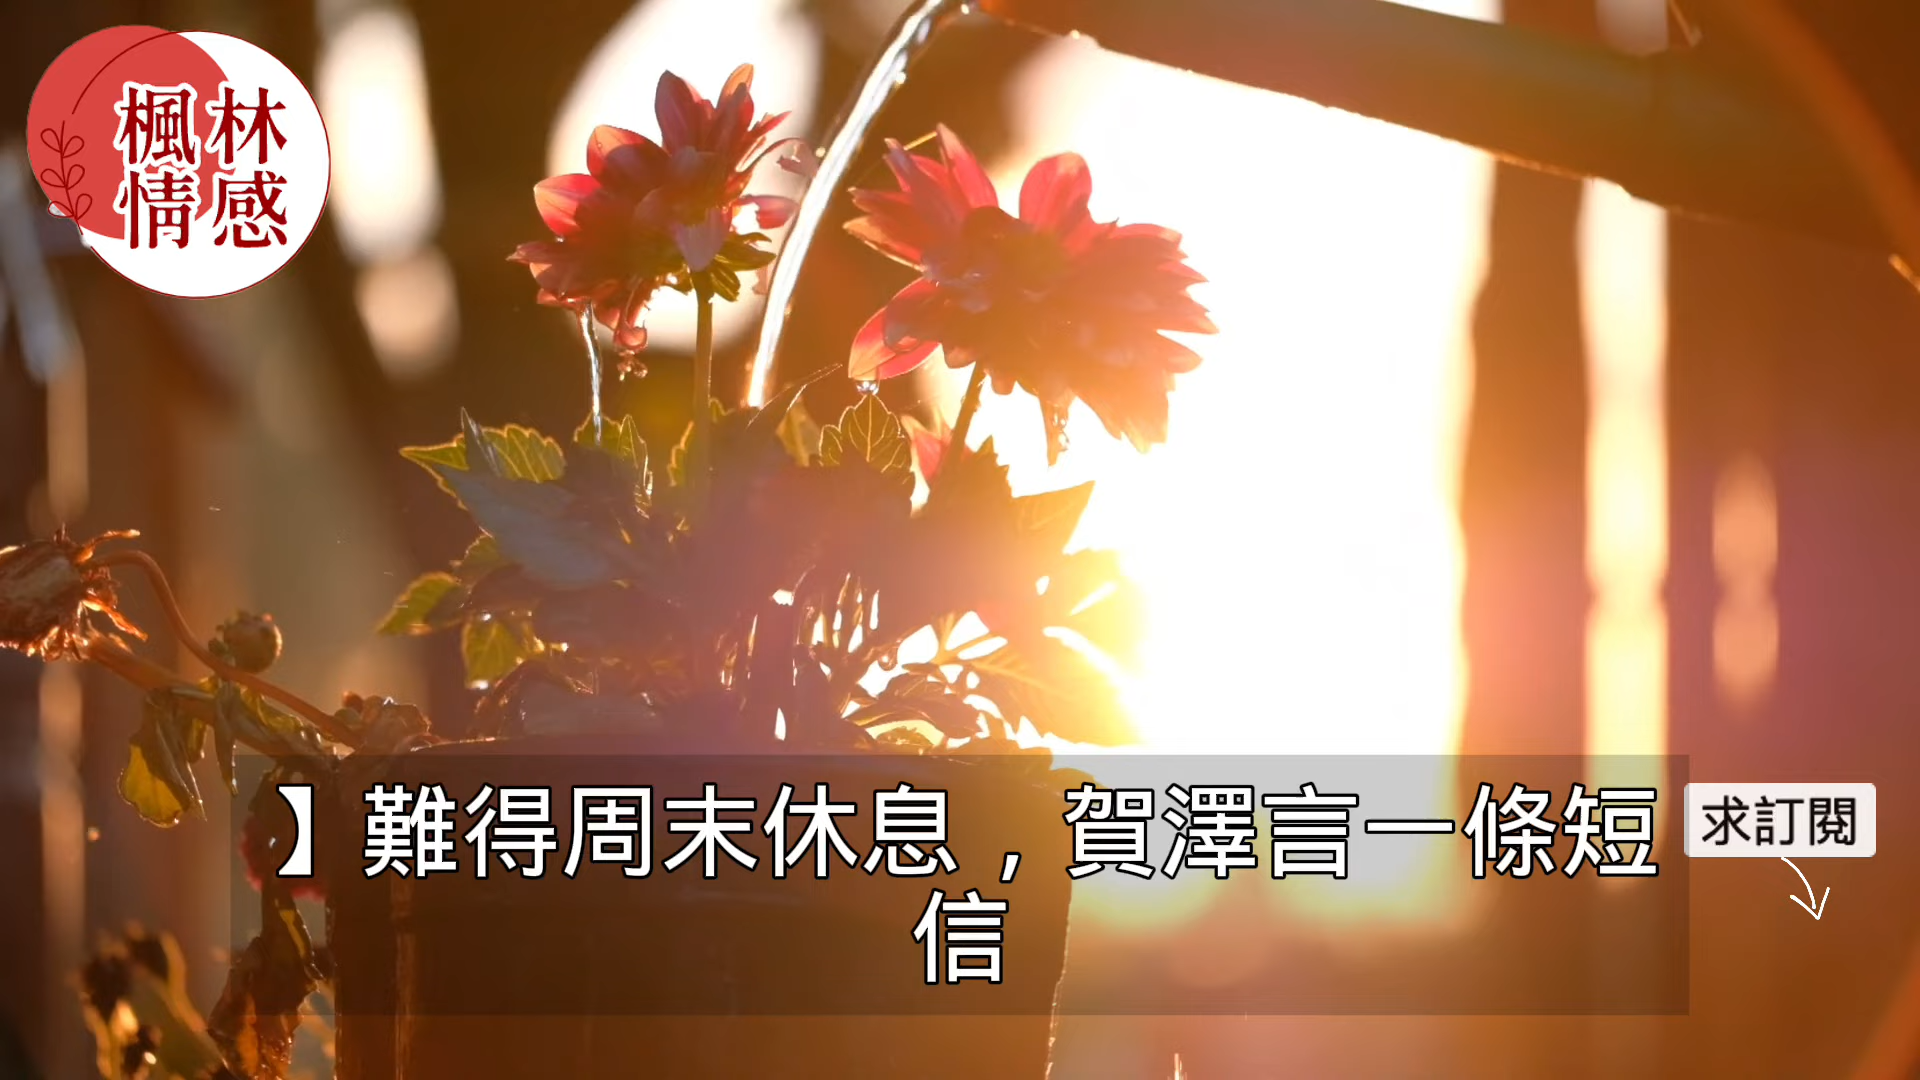 楓林
情感
】難得周末休息，賀澤言一條短
信
求訂閱